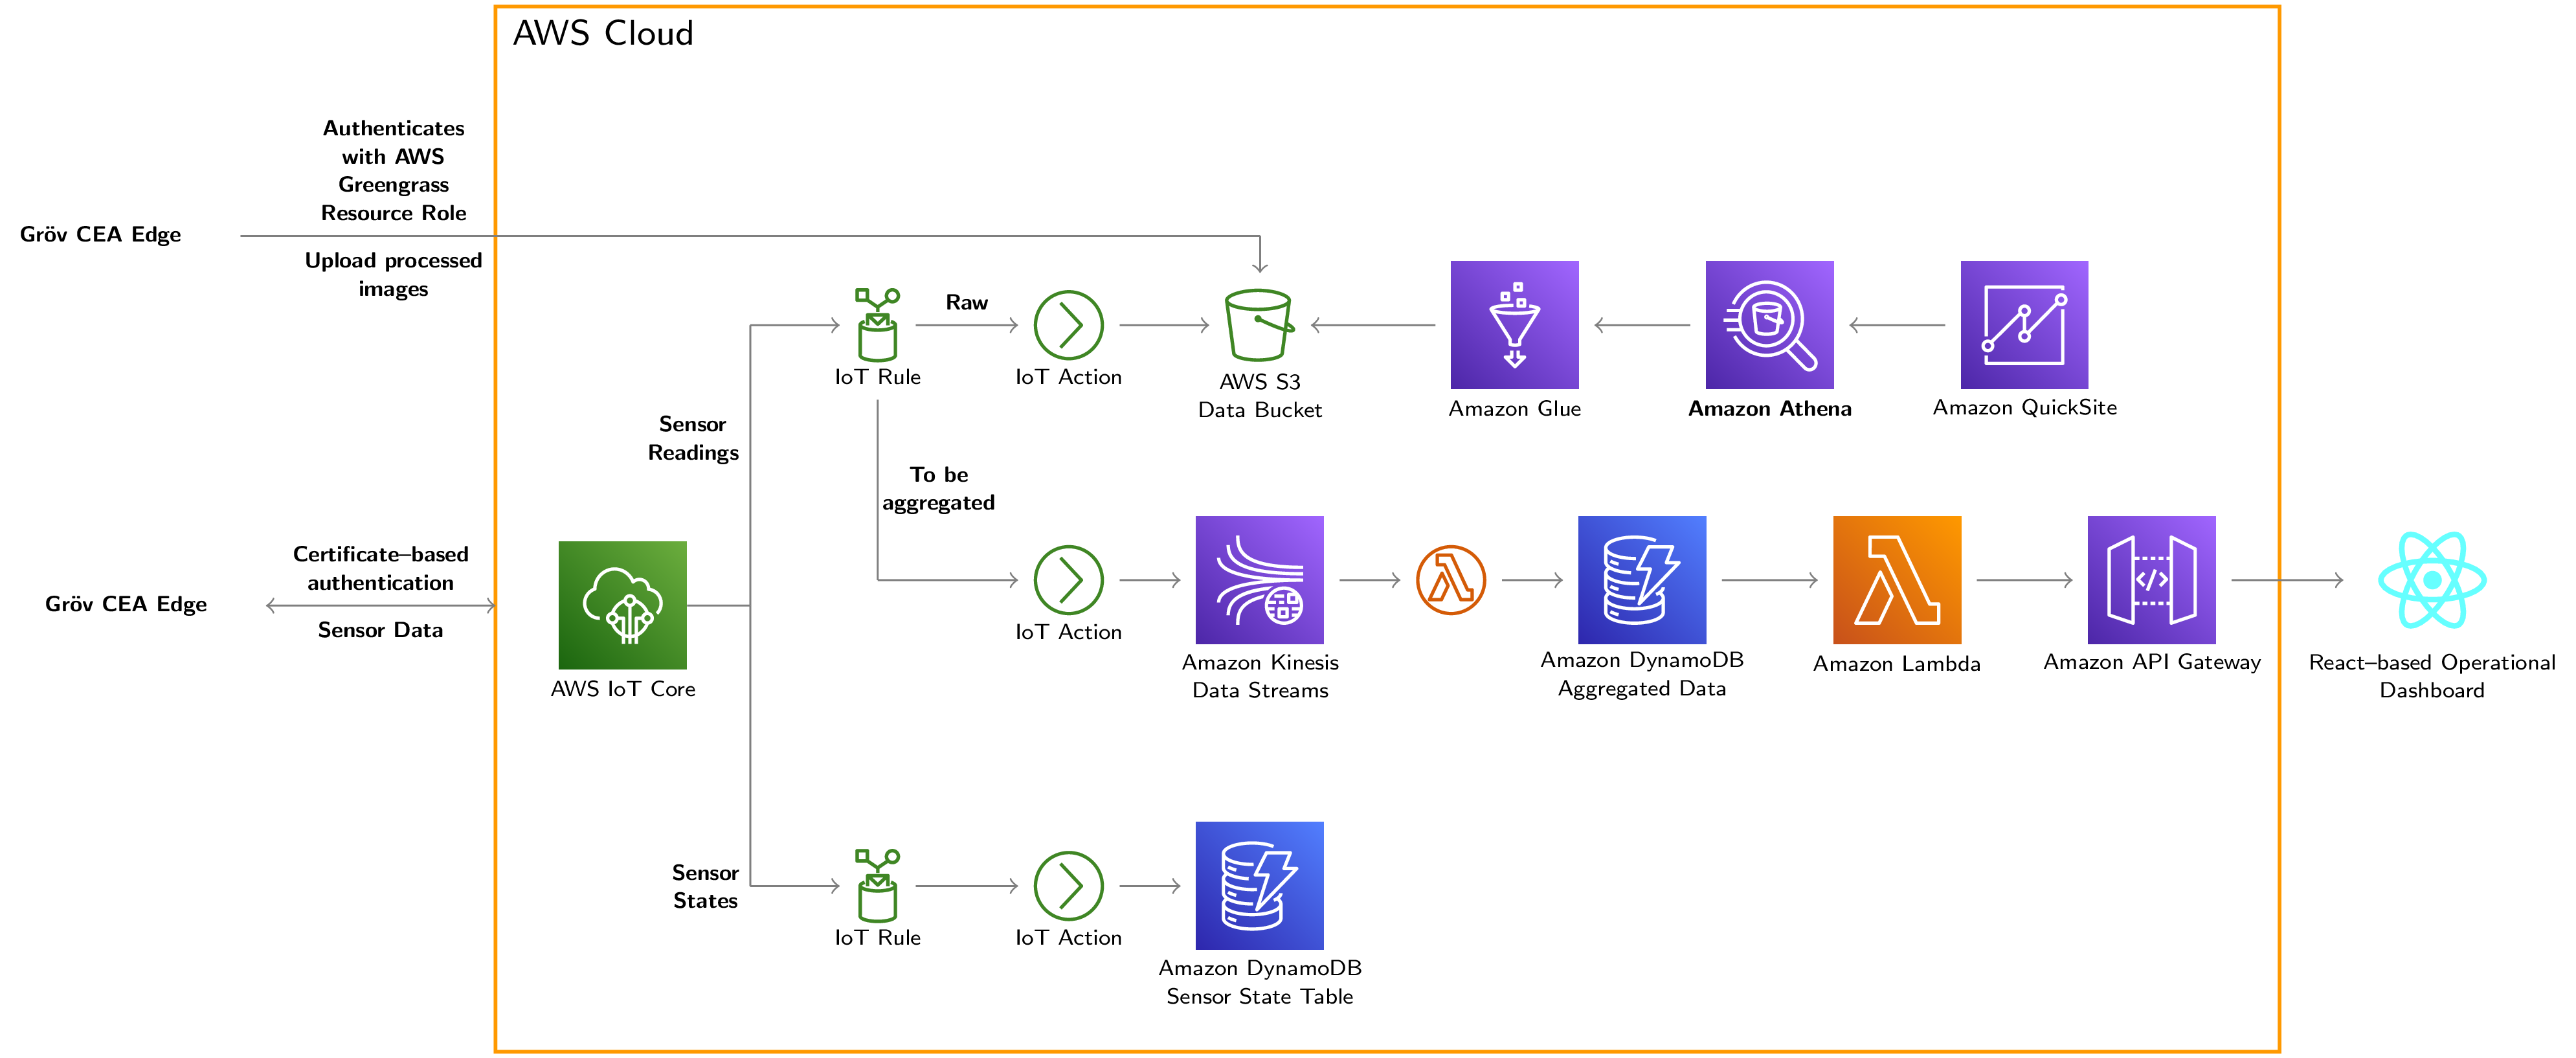 AWS Cloud
Authenticates
with AWS
Greengrass
Resource Role
Gröv CEA Edge
Upload processed
images
Raw
IoT Rule
IoT Action
AWS S3
Data Bucket
Amazon Glue
Amazon Athena
Amazon QuickSite
Sensor
Readings
To be
aggregated
Certificate–based
authentication
Gröv CEA Edge
Sensor Data
AWS IoT Core
IoT Action
Amazon Kinesis
Data Streams
Amazon DynamoDB
Aggregated Data
Amazon Lambda
Amazon API Gateway
React–based Operational
Dashboard
Sensor
States
IoT Rule
IoT Action
Amazon DynamoDB
Sensor State Table